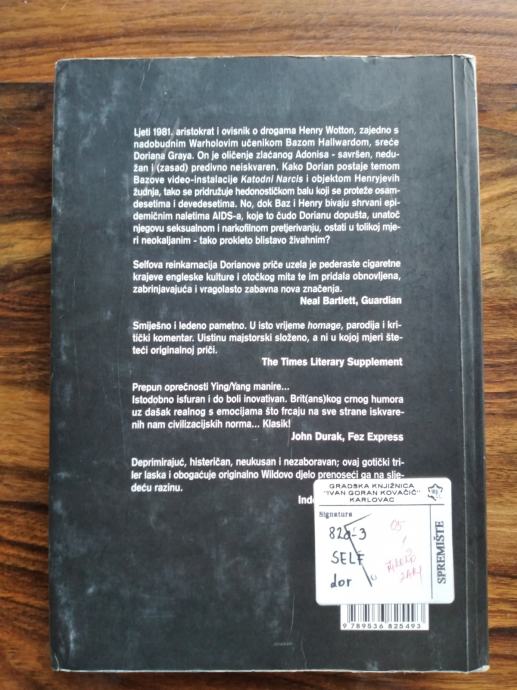 Ljeti 1981. aristokrat i ovisnik o drogama Henry Wotton, zajedno s
nadobudnim Warholovim učenikom Bazom Hallwardom, sreće
Doriana Graya. On je oličenje zlaćanog Adonisa - savršen, nedu-
žan i (zasad) predivno neiskvaren. Kako Dorian postaje temom
Bazove video-instalacije Katodni Narcis i objektom Henryjevih
žudnja, tako se pridružuje hedonostičkom balu koji se proteže osam-
desetima i devedesetima. No, dok Baz i Henry bivaju shrvani epi-
demičnim naletima AIDS-a, koje to čudo Dorianu dopušta, unatoč
njegovu seksualnom i narkofilnom pretjerivanju, ostati u tolikoj mje-
ri neokaljanim - tako prokleto blistavo živahnim?
Selfova reinkarnacija Dorianove priče uzela je pederaste cigaretne
krajeve engleske kulture i otočkog mita te im pridala obnovljena,
zabrinjavajuća i vragolasto zabavna nova značenja.
Neal Bartlett, Guardian
Smiješno i ledeno pametno. U isto vrijeme homage, parodija i kri-
tički komentar. Uistinu majstorski složeno, a ni u kojoj mjeri šte-
teći originalnoj priči.
The Times Literary Supplement
Prepun oprečnosti Ying/Yang manire...
Istodobno isfuran i do boli inovativan. Brit(ans)kog crnog humora
uz dašak realnog s emocijama što frcaju na sve strane iskvare-
nih nam civilizacijskih norma... Klasik!
John Durak, Fez Express
Deprimirajuć, histeričan, neukusan i nezaboravan; ovaj gotički tri-
ler laska i obogaćuje originalno Wildovo djelo prenoseći ga na slje-
deću razinu.
GRADSKA KNJIŽNICA
"IVAN GORAN KOVAČIĆ"
KARLOVAC
Signatura
SELF
dor
SPREMIŠTE
9 789536 825493